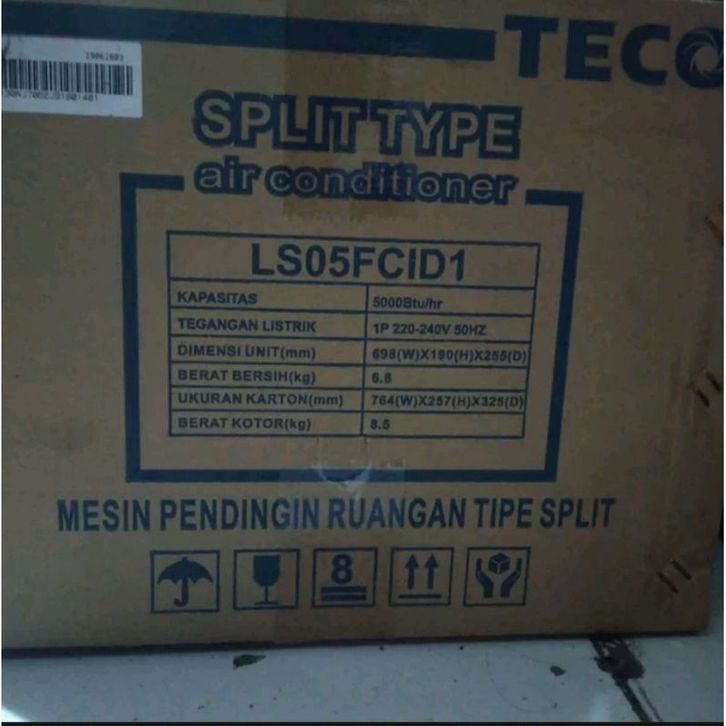 TECO
19061803
SPLIT TYPE
air conditioner
LS05FCID1
KAPASITAS 5000Btu/hr
TEGANGAN LISTRIK 1P 220-240V 50HZ
DIMENSI UNIT(mm) 698(W)X190(H)X255(D)
BERAT BERSIH(kg) 6.8
UKURAN KARTON(mm) 764(W)X257(H)X325(D)
BERAT KOTOR(kg) 8.5
MESIN PENDINGIN RUANGAN TIPE SPLIT
8